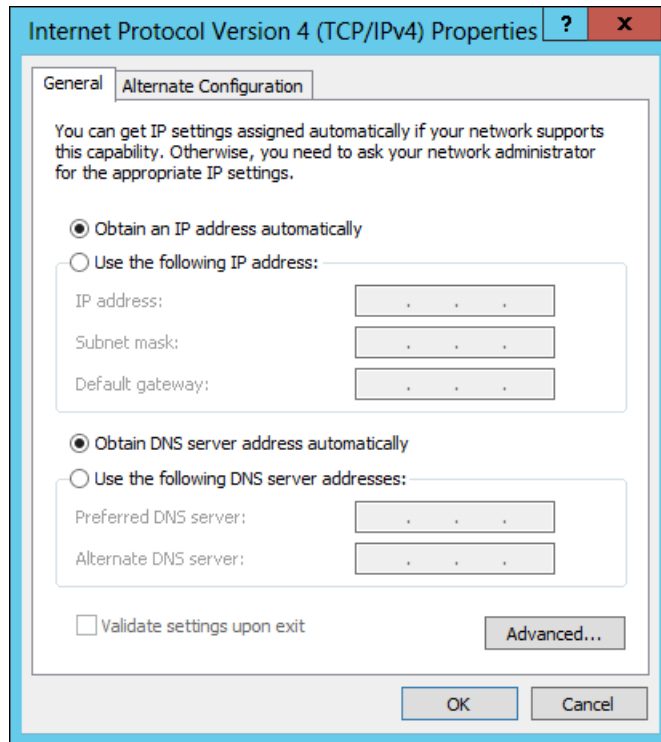 Internet Protocol Version 4 (TCP/IPv4) Properties ? x
General Alternate Configuration
You can get IP settings assigned automatically if your network supports
this capability. Otherwise, you need to ask your network administrator
for the appropriate IP settings.
Obtain an IP address automatically
Use the following IP address:
IP address: . . .
Subnet mask: . . .
Default gateway: . . .
Obtain DNS server address automatically
Use the following DNS server addresses:
Preferred DNS server: . . .
Alternate DNS server: . . .
Validate settings upon exit
Advanced...
OK Cancel